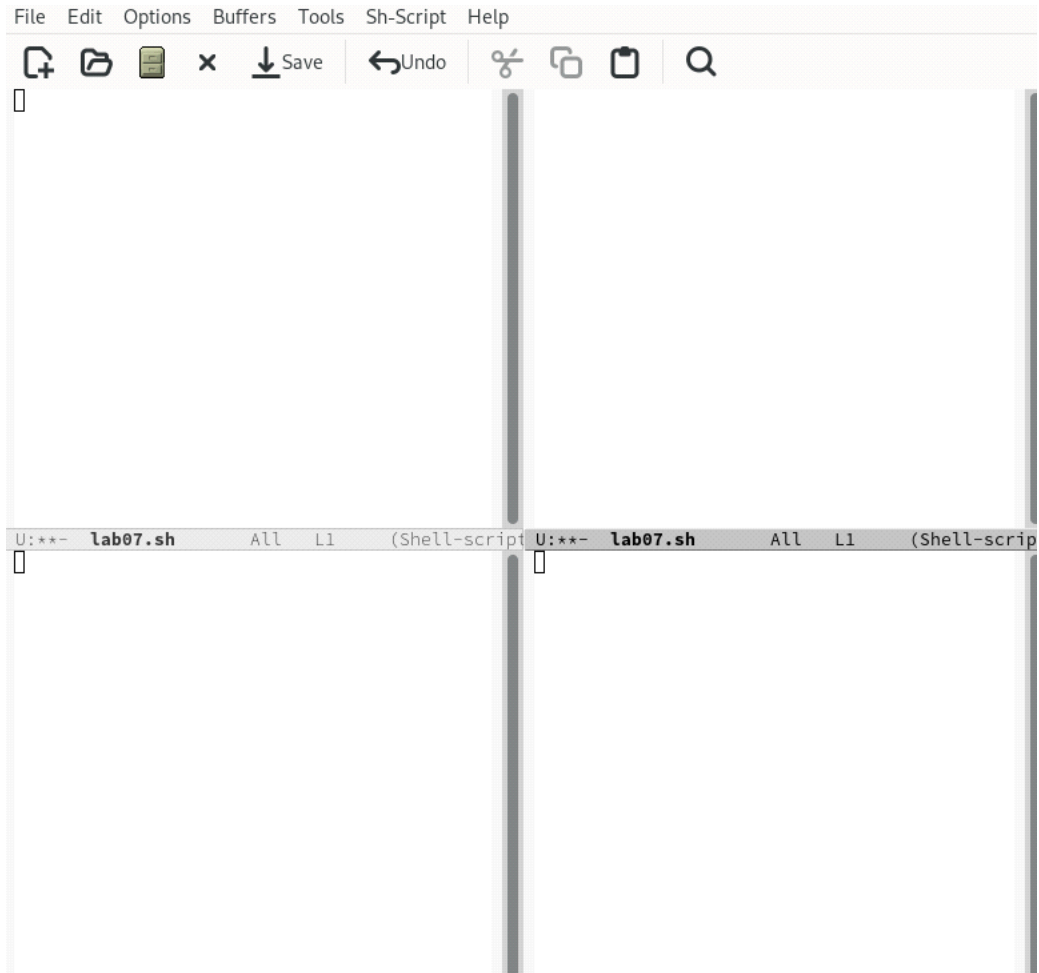 File Edit Options Buffers Tools Sh-Script Help
Save Undo
U:**- lab07.sh All L1 (Shell-script
U:**- lab07.sh All L1 (Shell-scrip